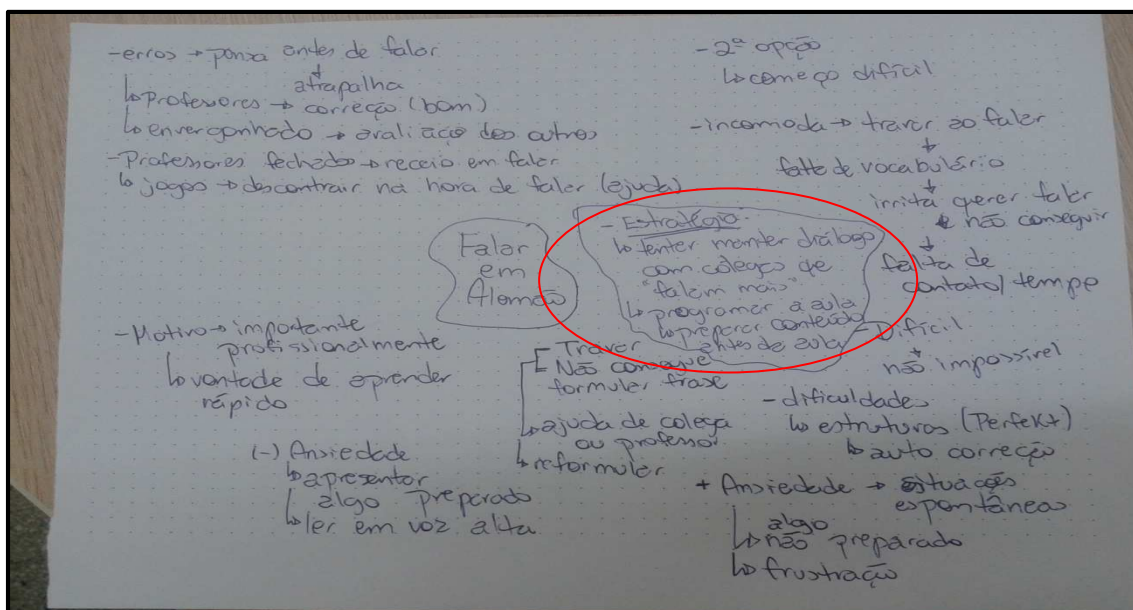 -erros → pensa antes de falar
↓
atrapalha
↳ Professores → correção (bom)
↳ envergonhado → avaliação dos outros
- Professores fechados → receio em falar
↳ jogos → descontrair na hora de falar (ajuda)
- 2ª opção
↳ começo difícil
- incomoda → travar ao falar
↓
falta de vocabulário
↓
irrita querer falar
e não conseguir
↓
falta de
contato/ tempo
Falar
em
Alemão
- Estratégia:
↳ tentar manter diálogo
com colegas que
"falem mais"
↳ programar a aula
↳ preparar conteúdo
antes de aula
- Difícil
↓
não impossível
- Motivo → importante
profissionalmente
↳ vontade de aprender
rápido
Travar
Não consegue
formular frase
↳ ajuda de colega
ou professor
↳ reformular
- dificuldades
↳ estruturas (Perfekt)
↳ auto correção
(-) Ansiedade
↳ apresentar
algo preparado
↳ ler em voz alta
+ Ansiedade → situações
espontâneas
↳ algo
não preparado
↳ frustração